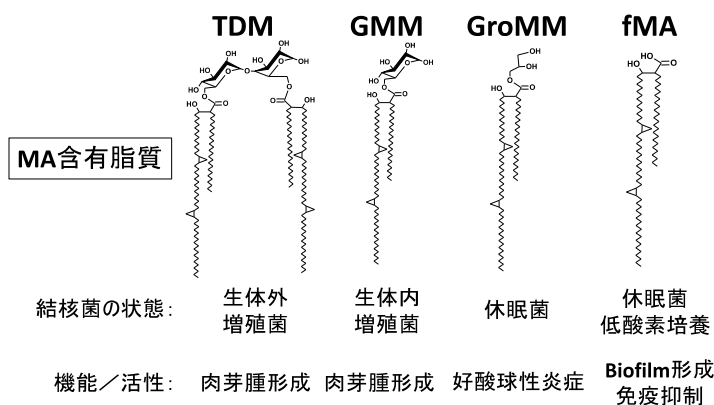 TDM GMM GroMM fMA
MA含有脂質
結核菌の状態：
生体外
増殖菌
生体内
増殖菌
休眠菌
休眠菌
低酸素培養
機能／活性：
肉芽腫形成
肉芽腫形成
好酸球性炎症
Biofilm形成
免疫抑制